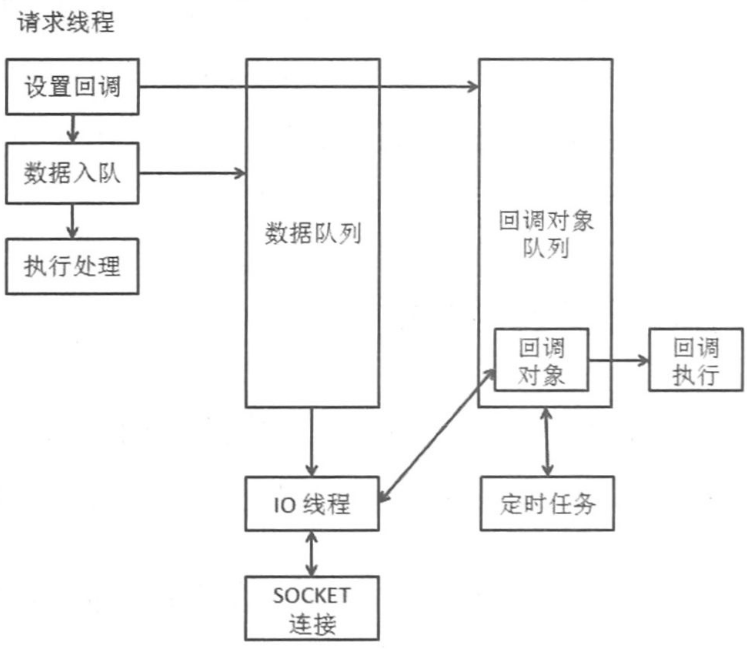 请求线程
设置回调
数据入队
执行处理
数据队列
回调对象
队列
回调
对象
回调
执行
IO 线程
定时任务
SOCKET
连接